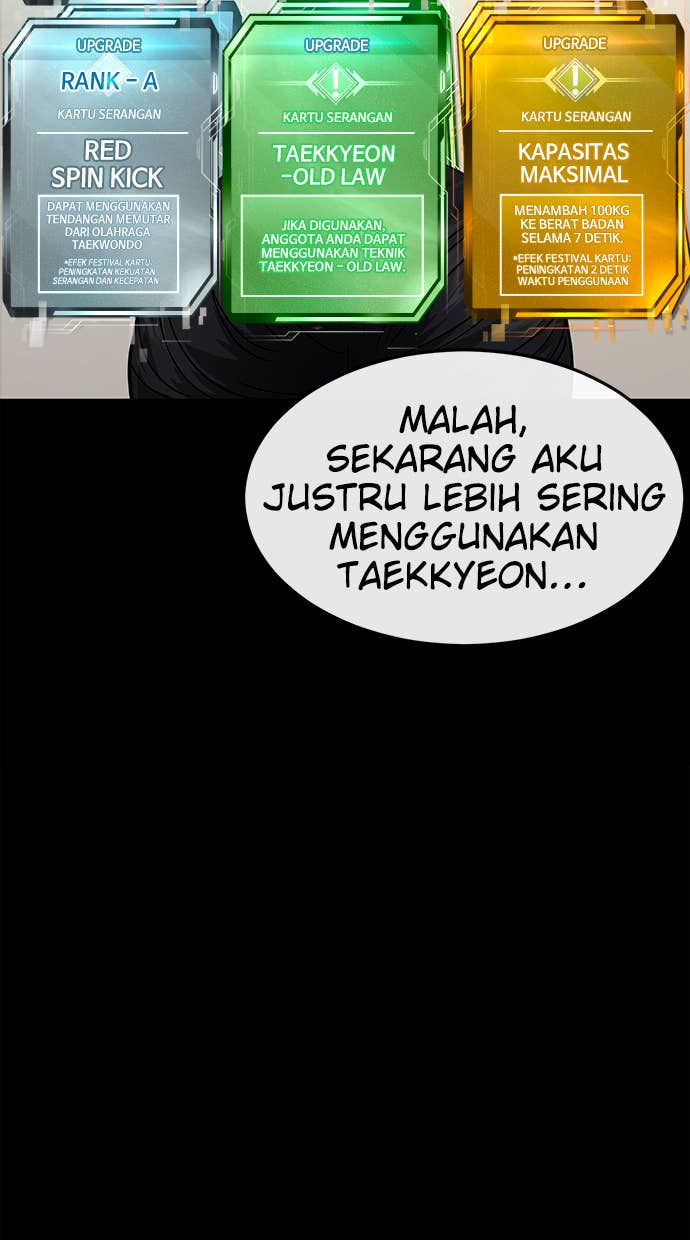 UPGRADE
RANK - A
KARTU SERANGAN
RED
SPIN KICK
DAPAT MENGGUNAKAN
TENDANGAN MEMUTAR
DARI OLAHRAGA
TAEKWONDO
*EFEK FESTIVAL KARTU:
PENINGKATAN KEKUATAN
SERANGAN DAN KECEPATAN
UPGRADE
!
KARTU SERANGAN
TAEKKYEON
-OLD LAW
JIKA DIGUNAKAN,
ANGGOTA ANDA DAPAT
MENGGUNAKAN TEKNIK
TAEKKYEON - OLD LAW.
UPGRADE
!
KARTU SERANGAN
KAPASITAS
MAKSIMAL
MENAMBAH 100KG
KE BERAT BADAN
SELAMA 7 DETIK.
*EFEK FESTIVAL KARTU:
PENINGKATAN 2 DETIK
WAKTU PENGGUNAAN
MALAH,
SEKARANG AKU
JUSTRU LEBIH SERING
MENGGUNAKAN
TAEKKYEON...